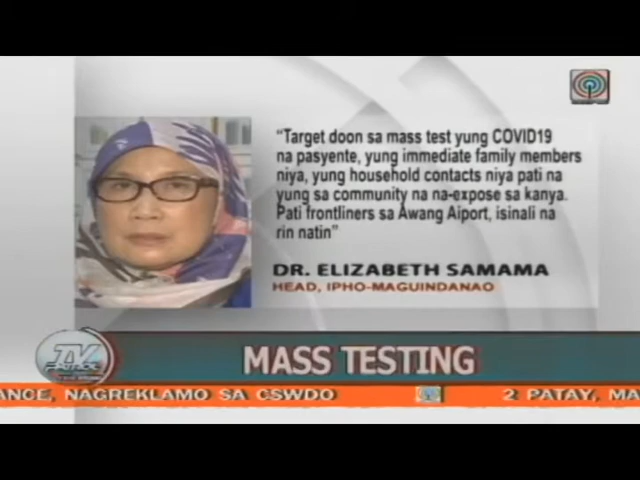 "Target doon sa mass test yung COVID19
na pasyente, yung immediate family members
niya, yung household contacts niya pati na
yung sa community na na-expose sa kanya.
Pati frontliners sa Awang Aiport, isinali na
rin natin"
DR. ELIZABETH SAMAMA
HEAD, IPHO-MAGUINDANAO
TV
PATROL
MASS TESTING
ANCE, NAGREKLAMO SA CSWDO
2 PATAY, MA